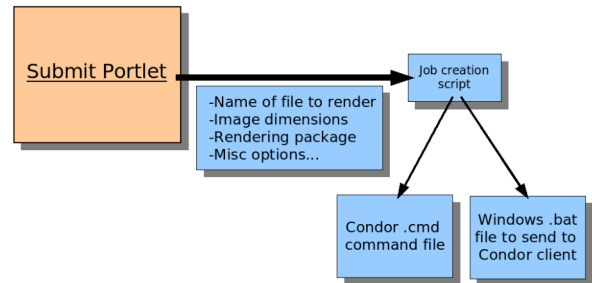 Submit Portlet
Job creation
script
-Name of file to render
-Image dimensions
-Rendering package
-Misc options...
Condor .cmd
command file
Windows .bat
file to send to
Condor client